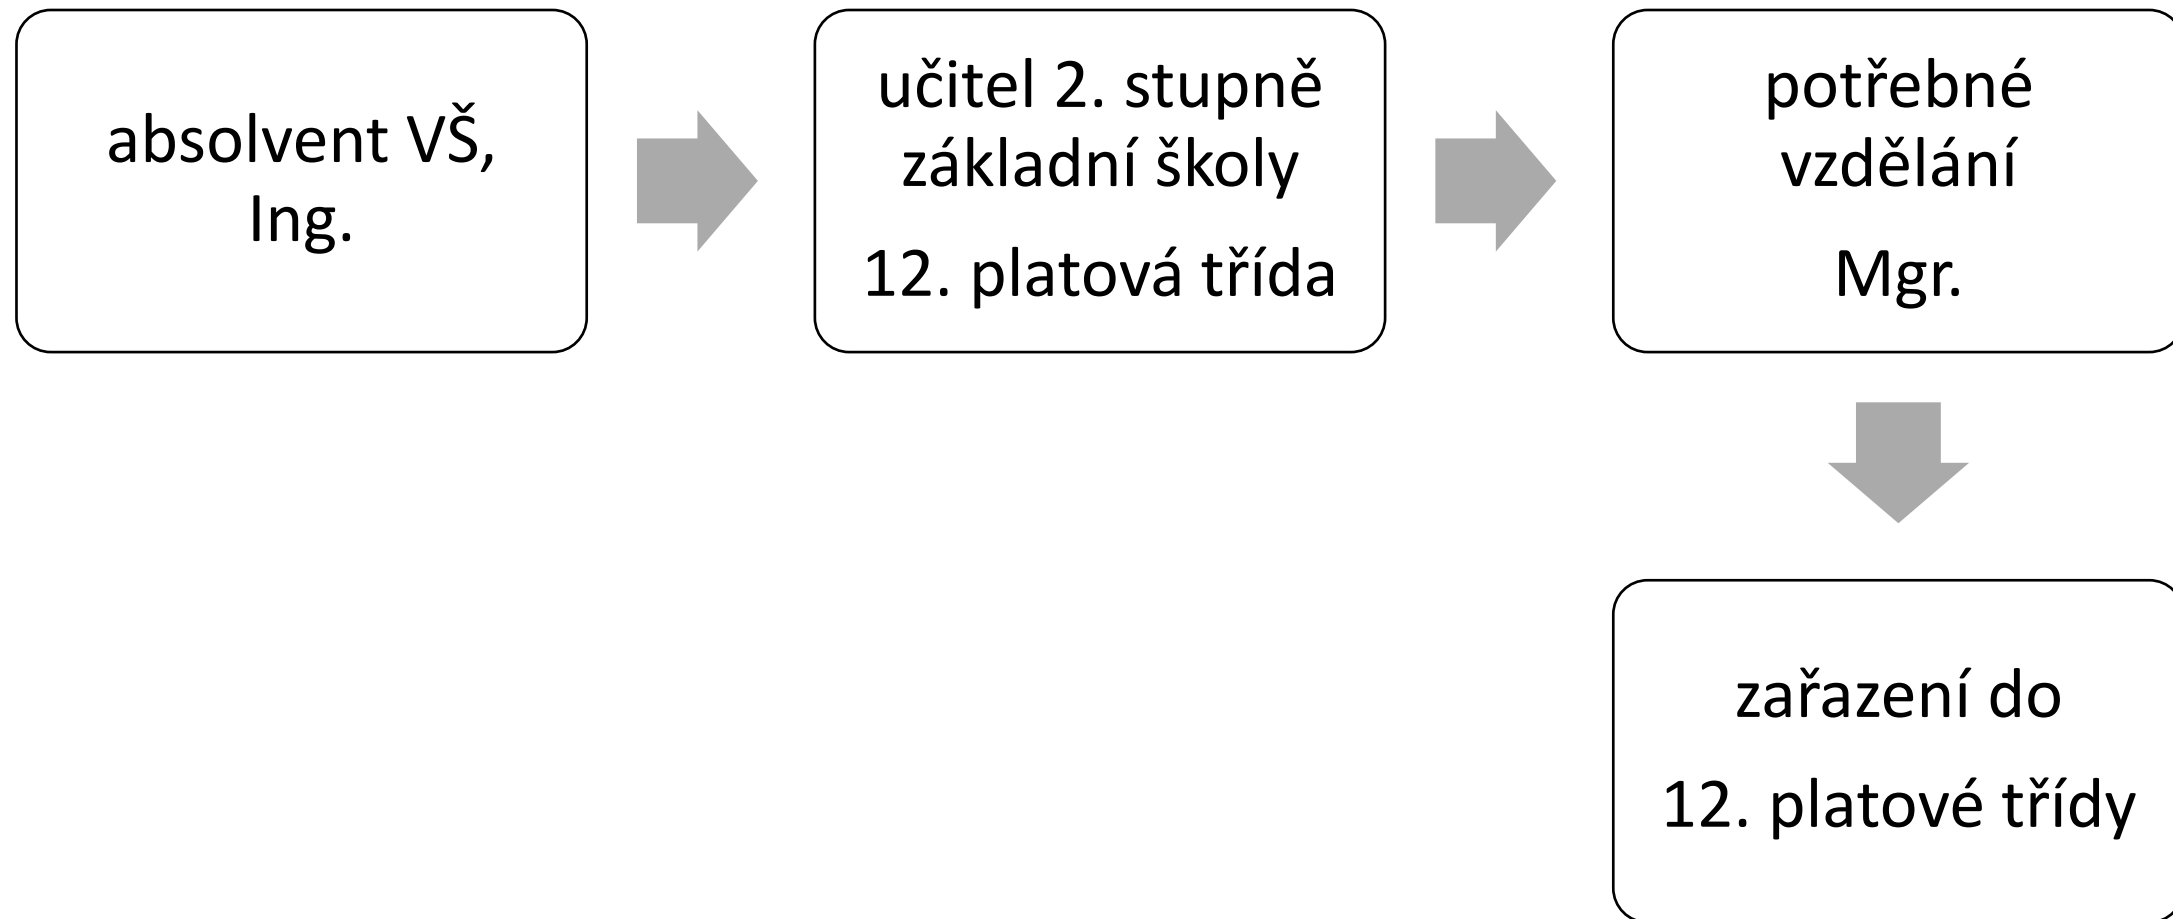 absolvent VŠ,
Ing.
učitel 2. stupně
základní školy
12. platová třída
potřebné
vzdělání
Mgr.
zařazení do
12. platové třídy